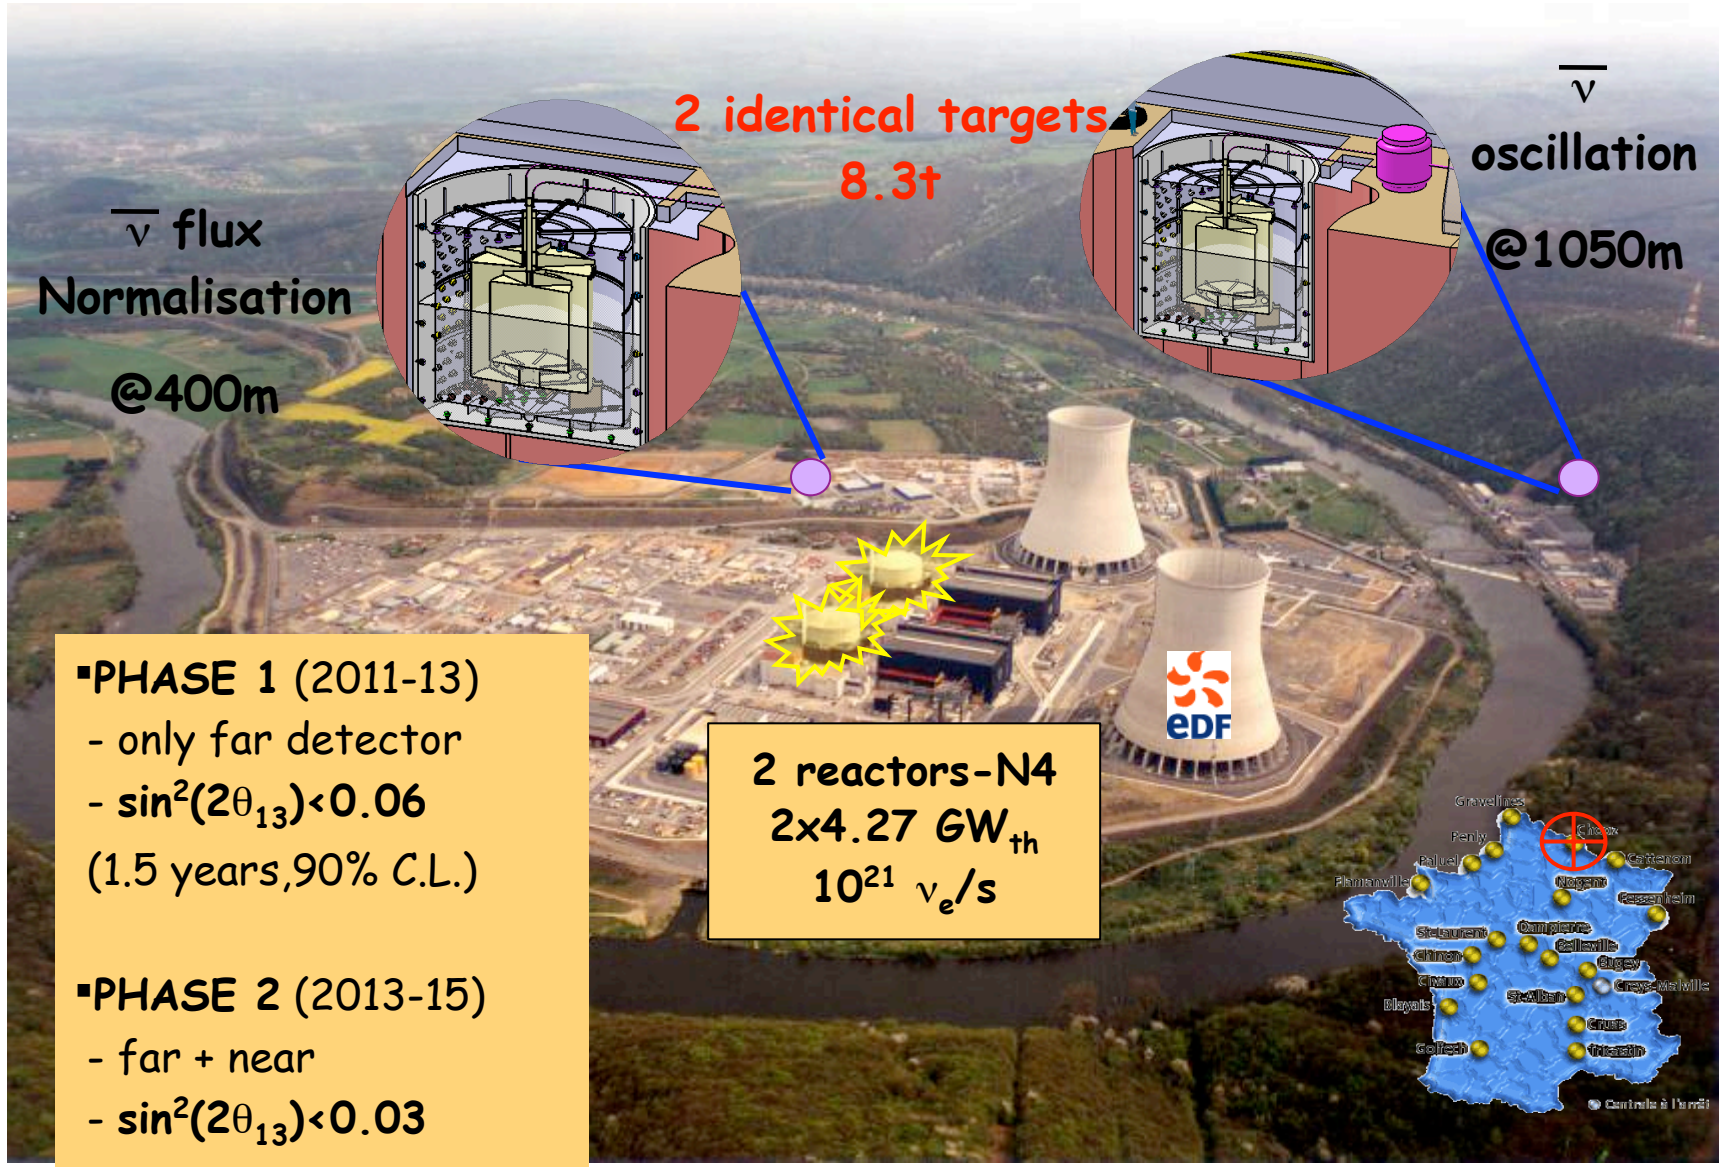 2 identical targets
8.3t
ν̅ flux
Normalisation
@400m
ν̅
oscillation
@1050m
▪PHASE 1 (2011-13)
- only far detector
- sin²(2θ₁₃)<0.06
(1.5 years,90% C.L.)
▪PHASE 2 (2013-15)
- far + near
- sin²(2θ₁₃)<0.03
2 reactors-N4
2x4.27 GWₜₕ
10²¹ νₑ/s
eDF
Gravelines
Chooz
Penly
Paluel
Cattenom
Flamanville
Nogent
Fessenheim
St-Laurent
Dampierre
Belleville
Chinon
Bugey
Civaux
Creys-Malville
St-Alban
Blayais
Cruas
Golfech
Tricastin
Centrale à l'arrêt